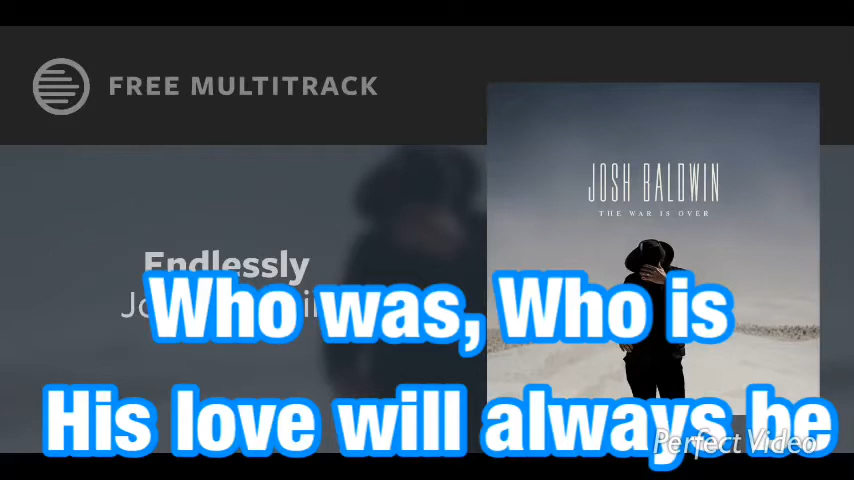 FREE MULTITRACK
JOSH BALDWIN
THE WAR IS OVER
Endlessly
Who was, Who is
His love will always be
Perfect Video